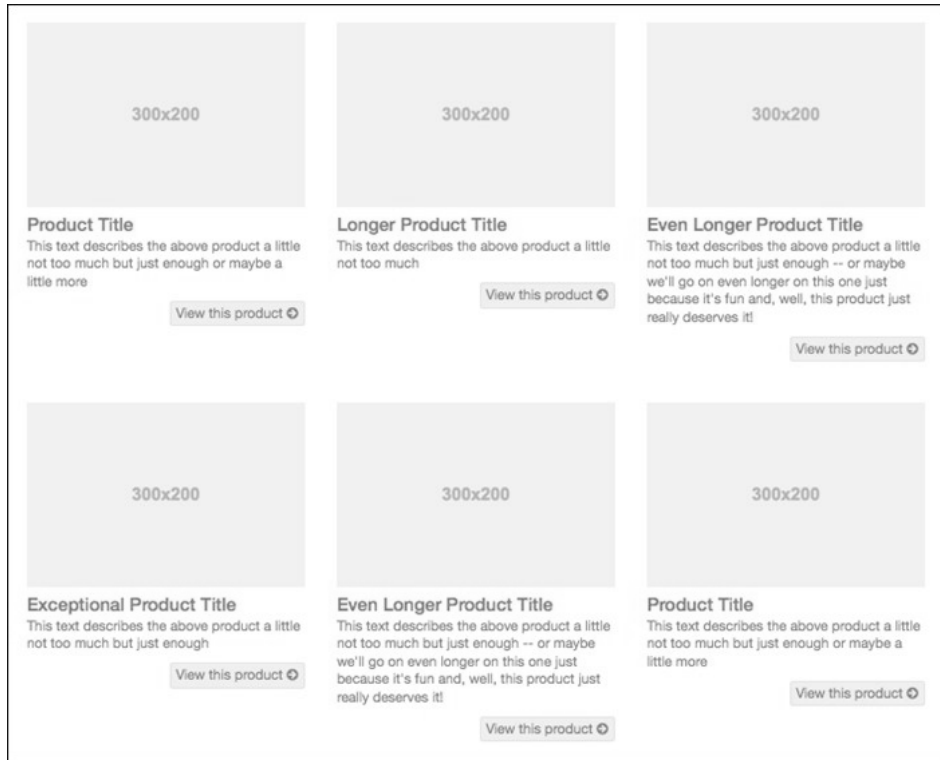 300x200
Product Title
This text describes the above product a little
not too much but just enough or maybe a
little more
View this product
300x200
Longer Product Title
This text describes the above product a little
not too much
View this product
300x200
Even Longer Product Title
This text describes the above product a little
not too much but just enough -- or maybe
we'll go on even longer on this one just
because it's fun and, well, this product just
really deserves it!
View this product
300x200
Exceptional Product Title
This text describes the above product a little
not too much but just enough
View this product
300x200
Even Longer Product Title
This text describes the above product a little
not too much but just enough -- or maybe
we'll go on even longer on this one just
because it's fun and, well, this product just
really deserves it!
View this product
300x200
Product Title
This text describes the above product a little
not too much but just enough or maybe a
little more
View this product